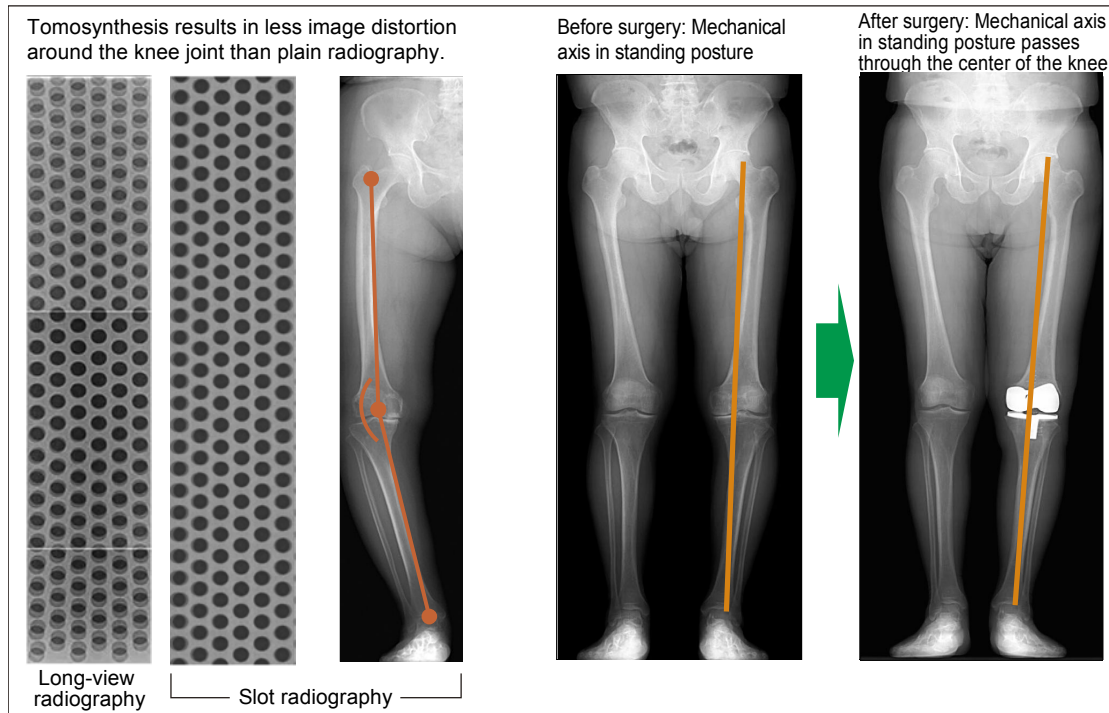 Tomosynthesis results in less image distortion
around the knee joint than plain radiography.
Before surgery: Mechanical
axis in standing posture
After surgery: Mechanical axis
in standing posture passes
through the center of the knee
Long-view
radiography
Slot radiography